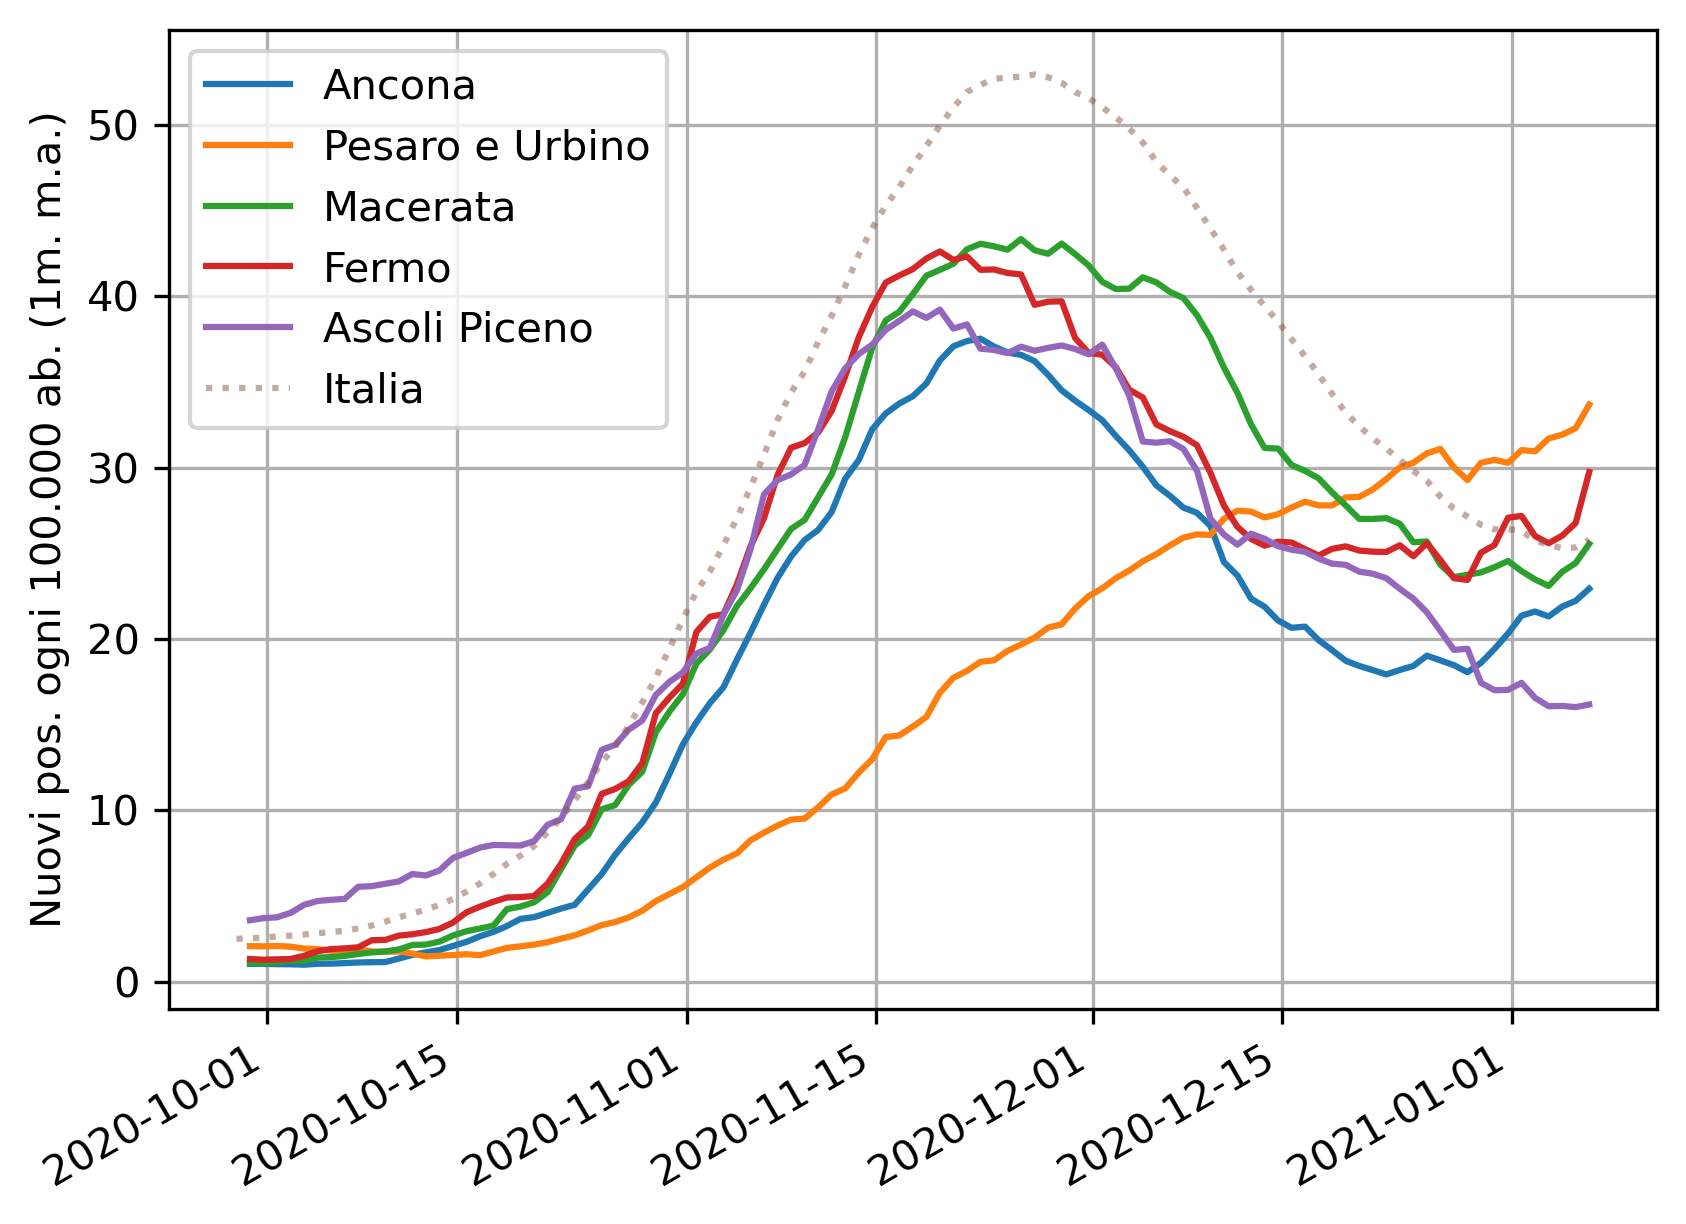 Nuovi pos. ogni 100.000 ab. (1m. m.a.)
50
40
30
20
10
0
Ancona
Pesaro e Urbino
Macerata
Fermo
Ascoli Piceno
Italia
2020-10-01
2020-10-15
2020-11-01
2020-11-15
2020-12-01
2020-12-15
2021-01-01